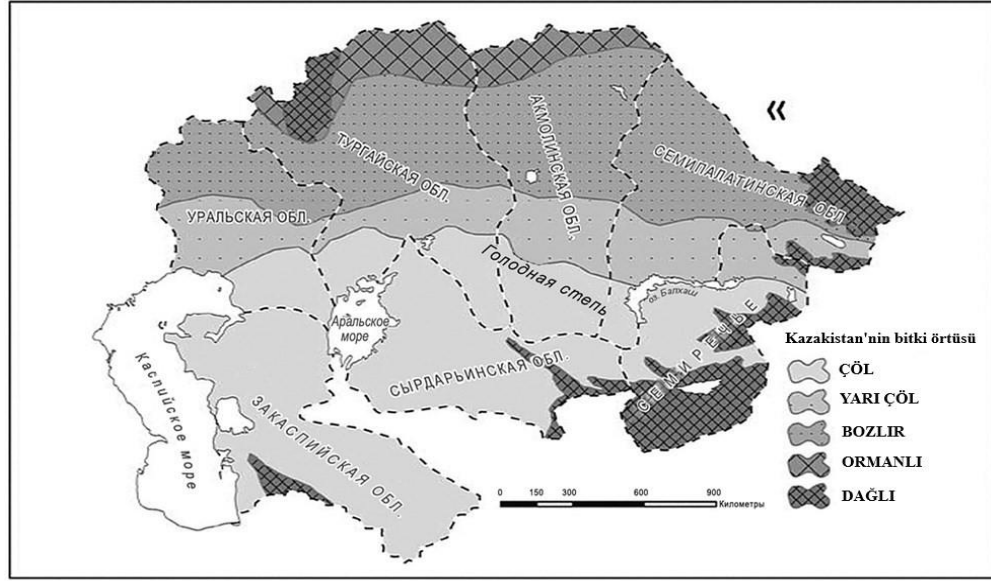 «
ТУРГАЙСКАЯ ОБЛ.
АКМОЛИНСКАЯ ОБЛ.
СЕМИПАЛАТИНСКАЯ ОБЛ
УРАЛЬСКАЯ ОБЛ.
Голодная степь
оз. Балхаш
Аральское
море
СЕМИРЕЧЬЕ
СЫРДАРЬИНСКАЯ ОБЛ.
Каспийское море
ЗАКАСПИЙСКАЯ ОБЛ.
Kazakistan'nin bitki örtüsü
ÇÖL
YARI ÇÖL
BOZLIR
ORMANLI
DAĞLI
0 150 300 600 900
Километры